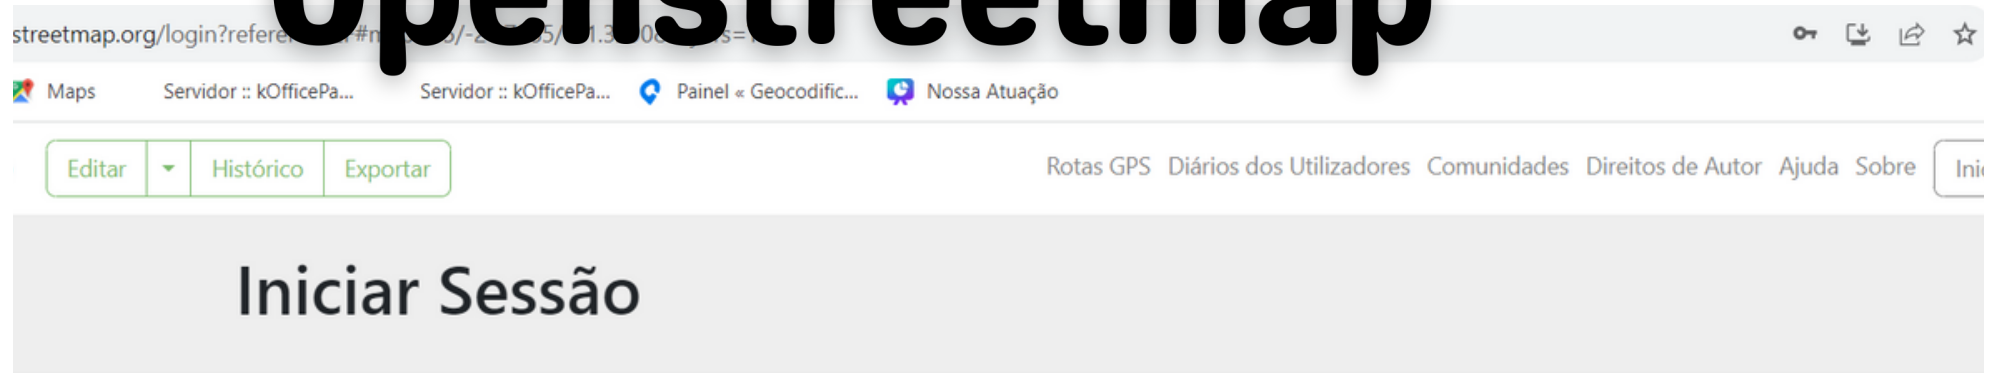 openstreetmap
streetmap.org/login?refere
Maps Servidor :: kOfficePa... Servidor :: kOfficePa... Painel « Geocodific... Nossa Atuação
Editar Histórico Exportar Rotas GPS Diários dos Utilizadores Comunidades Direitos de Autor Ajuda Sobre
Iniciar Sessão